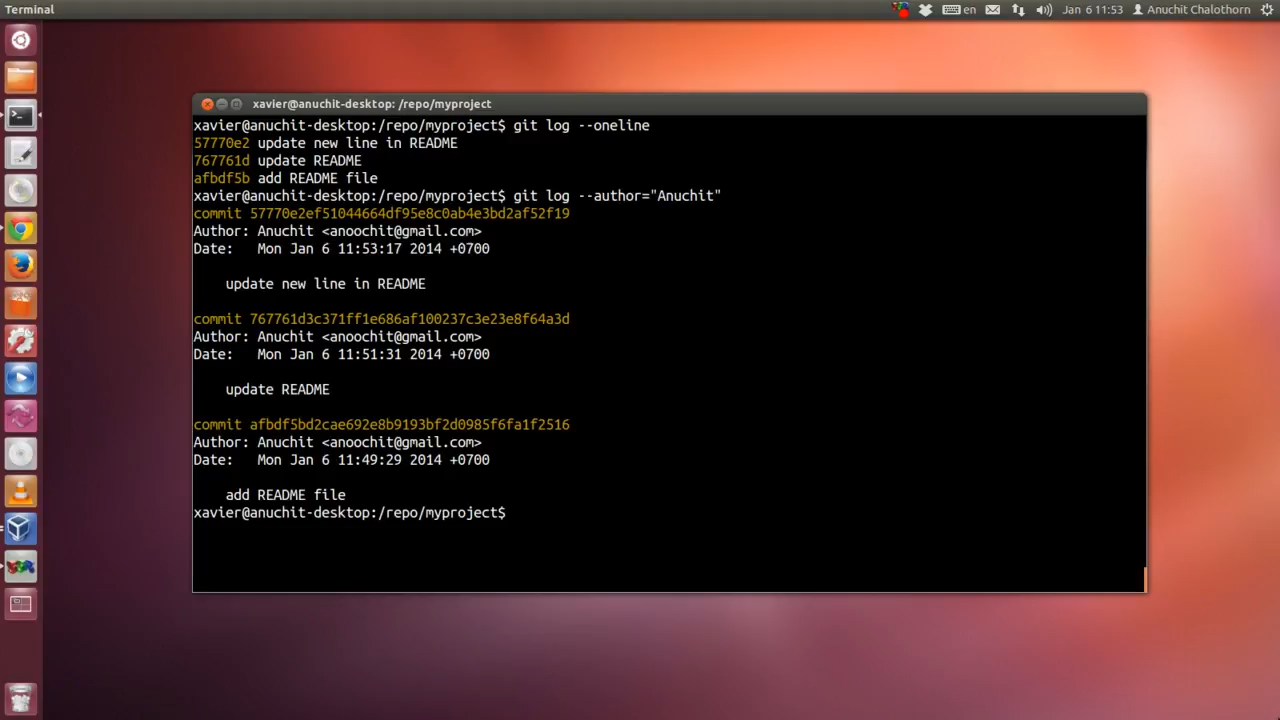 Terminal
en
Jan 6 11:53
Anuchit Chalothorn
xavier@anuchit-desktop: /repo/myproject
xavier@anuchit-desktop:/repo/myproject$ git log --oneline
57770e2 update new line in README
767761d update README
afbdf5b add README file
xavier@anuchit-desktop:/repo/myproject$ git log --author="Anuchit"
commit 57770e2ef51044664df95e8c0ab4e3bd2af52f19
Author: Anuchit <anoochit@gmail.com>
Date:   Mon Jan 6 11:53:17 2014 +0700
    update new line in README
commit 767761d3c371ff1e686af100237c3e23e8f64a3d
Author: Anuchit <anoochit@gmail.com>
Date:   Mon Jan 6 11:51:31 2014 +0700
    update README
commit afbdf5bd2cae692e8b9193bf2d0985f6fa1f2516
Author: Anuchit <anoochit@gmail.com>
Date:   Mon Jan 6 11:49:29 2014 +0700
    add README file
xavier@anuchit-desktop:/repo/myproject$